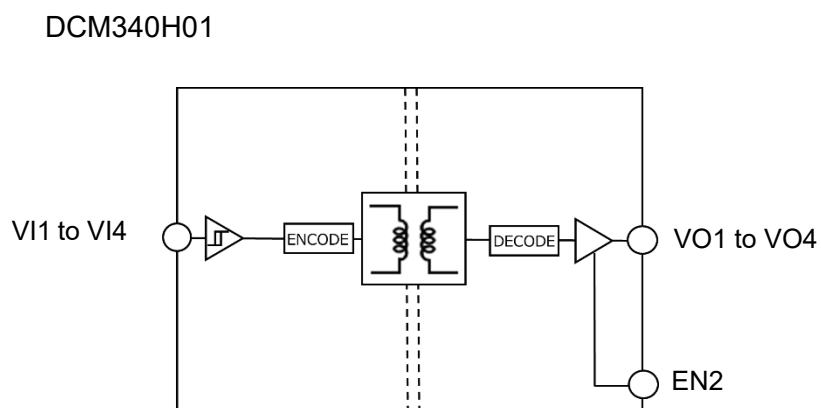 DCM340H01
VI1 to VI4
ENCODE
DECODE
VO1 to VO4
EN2